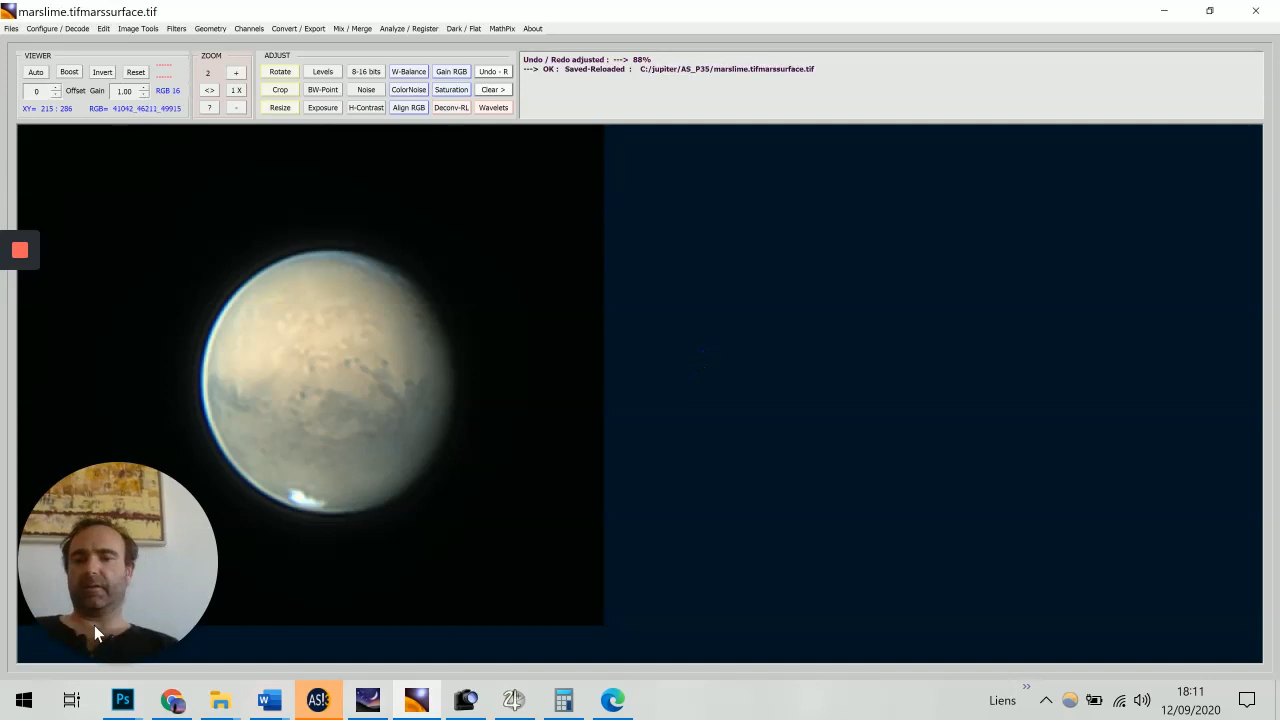 marslime.tifmarssurface.tif
Files Configure / Decode Edit Image Tools Filters Geometry Channels Convert / Export Mix / Merge Analyze / Register Dark / Flat MathPix About
VIEWER
Auto Boost Invert Reset
0 Offset Gain 1.00 RGB 16
XY= 215 : 286 RGB= 41042_46211_49915
ZOOM
2 +
<> 1 X
? -
ADJUST
Rotate Levels 8-16 bits W-Balance Gain RGB Undo - R
Crop BW-Point Noise ColorNoise Saturation Clear >
Resize Exposure H-Contrast Align RGB Deconv-RL Wavelets
Undo / Redo adjusted : ---> 88%
---> OK : Saved-Reloaded : C:/jupiter/AS_P35/marslime.tifmarssurface.tif
Ps W AS!3
Liens
18:11
12/09/2020